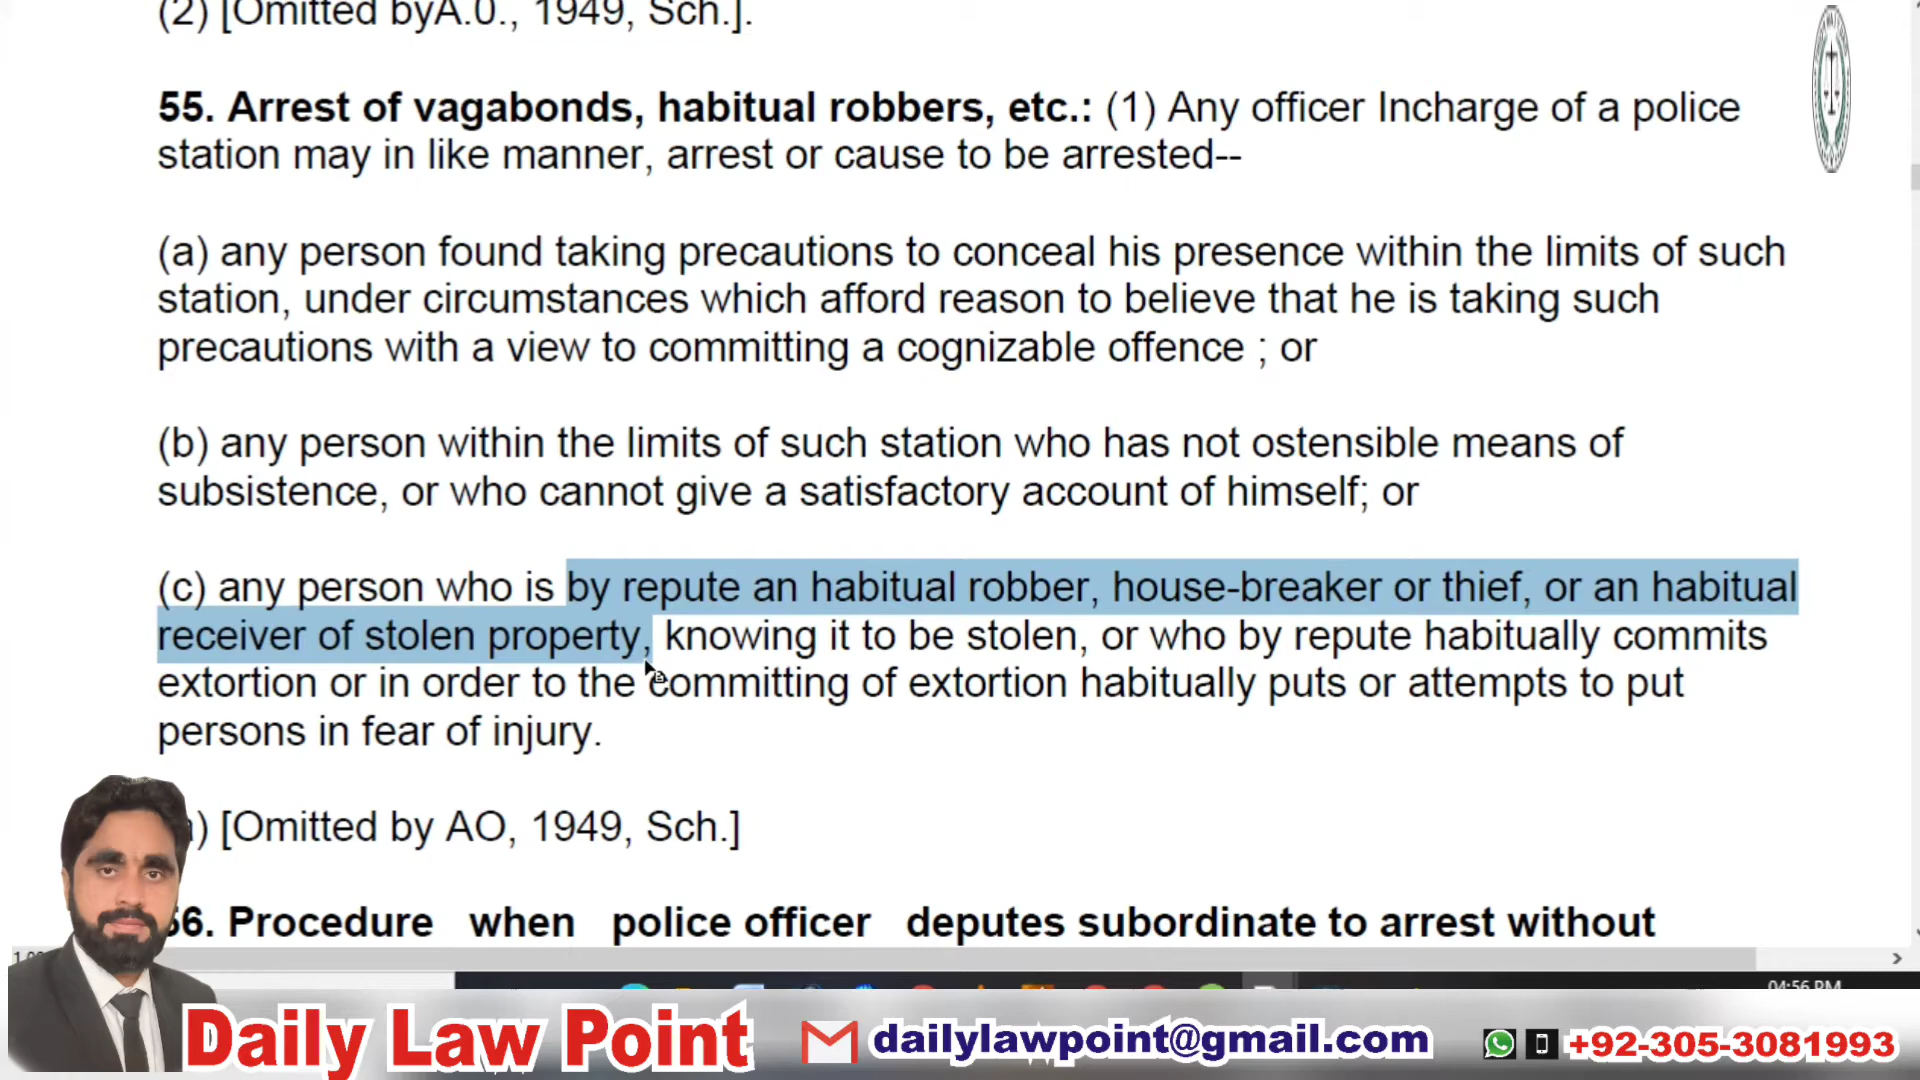 (2) [Omitted byA.0., 1949, Sch.].
55. Arrest of vagabonds, habitual robbers, etc.: (1) Any officer Incharge of a police
station may in like manner, arrest or cause to be arrested--
(a) any person found taking precautions to conceal his presence within the limits of such
station, under circumstances which afford reason to believe that he is taking such
precautions with a view to committing a cognizable offence ; or
(b) any person within the limits of such station who has not ostensible means of
subsistence, or who cannot give a satisfactory account of himself; or
(c) any person who is by repute an habitual robber, house-breaker or thief, or an habitual
receiver of stolen property, knowing it to be stolen, or who by repute habitually commits
extortion or in order to the committing of extortion habitually puts or attempts to put
persons in fear of injury.
) [Omitted by AO, 1949, Sch.]
56. Procedure when police officer deputes subordinate to arrest without
04:56 PM
Daily Law Point
dailylawpoint@gmail.com
+92-305-3081993